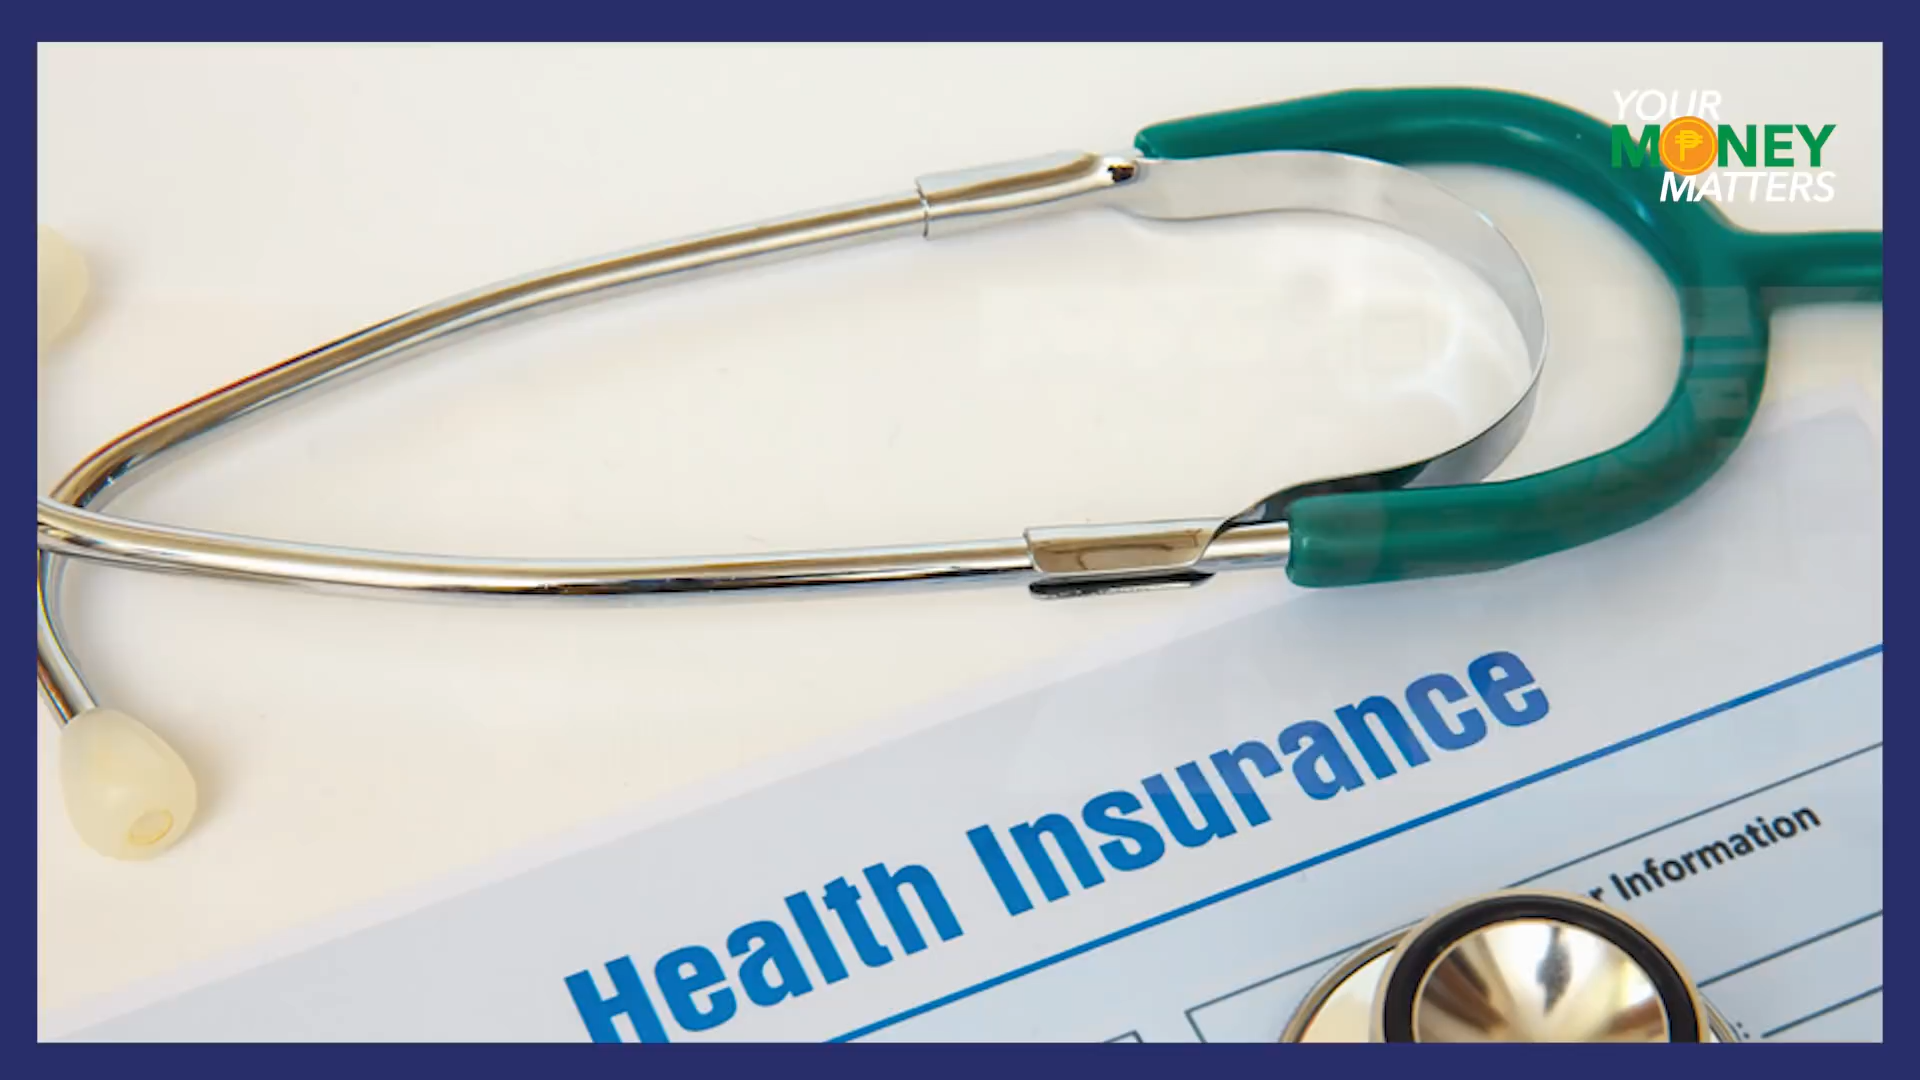 YOUR
MONEY
MATTERS
Health Insurance
Information